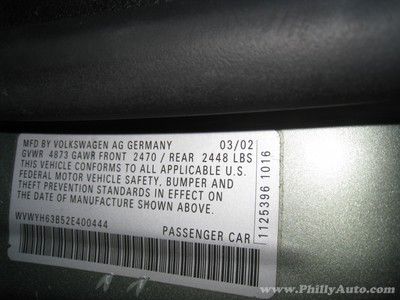 MFD BY VOLKSWAGEN AG GERMANY 03/02
GVWR 4873 GAWR FRONT 2470 / REAR 2448 LBS
THIS VEHICLE CONFORMS TO ALL APPLICABLE U.S.
FEDERAL MOTOR VEHICLE SAFETY, BUMPER AND
THEFT PREVENTION STANDARDS IN EFFECT ON
THE DATE OF MANUFACTURE SHOWN ABOVE.
WVWYH63B52E400444
PASSENGER CAR
1125396 1016
www.PhillyAuto.com